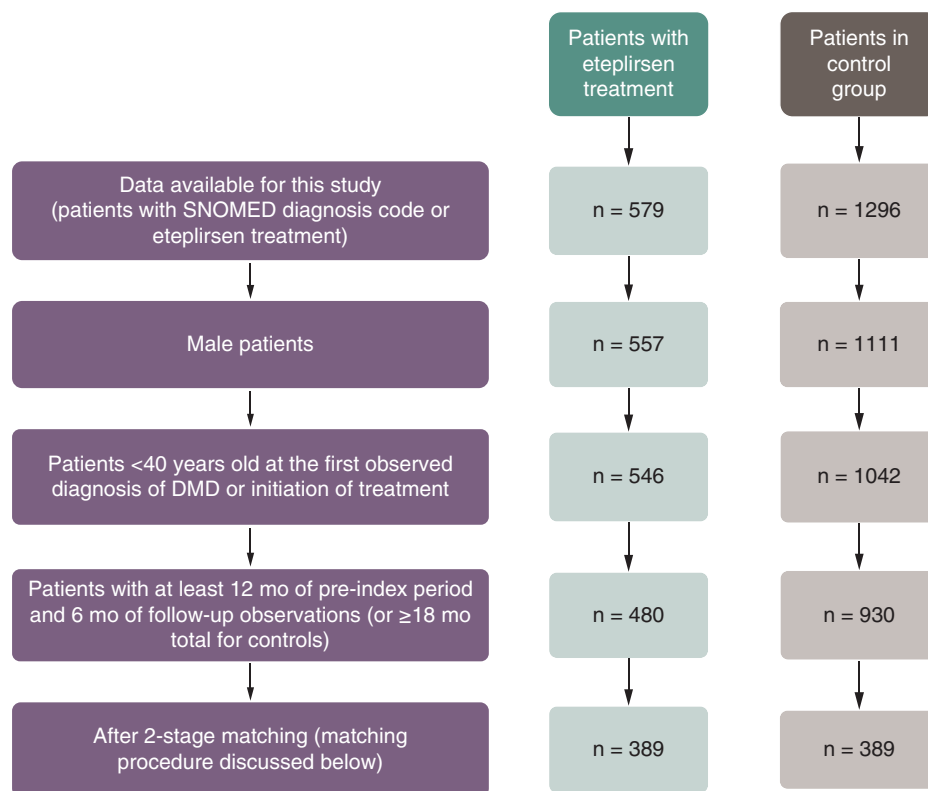 Patients with
eteplirsen
treatment
Patients in
control
group
Data available for this study
(patients with SNOMED diagnosis code or
eteplirsen treatment)
n = 579
n = 1296
Male patients
n = 557
n = 1111
Patients <40 years old at the first observed
diagnosis of DMD or initiation of treatment
n = 546
n = 1042
Patients with at least 12 mo of pre-index period
and 6 mo of follow-up observations (or ≥18 mo
total for controls)
n = 480
n = 930
After 2-stage matching (matching
procedure discussed below)
n = 389
n = 389